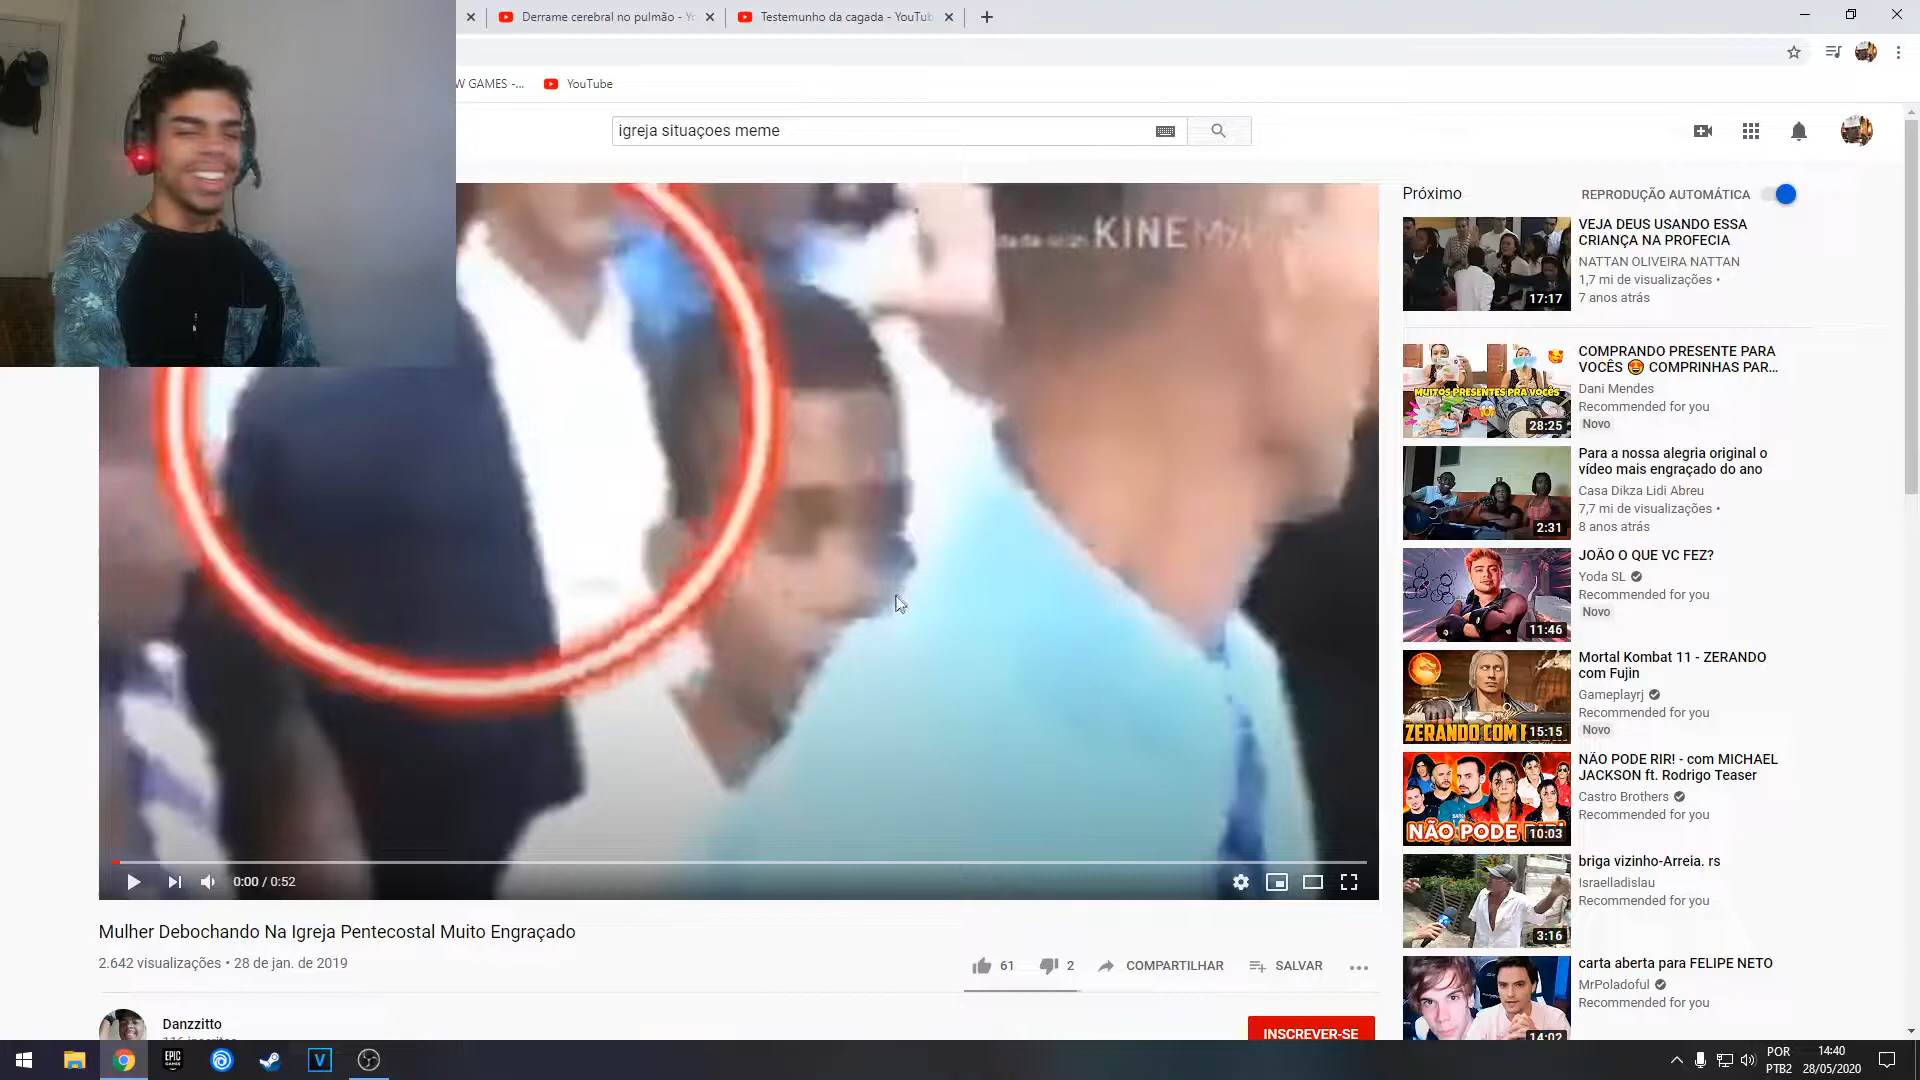 Derrame cerebral no pulmão - Yo
Testemunho da cagada - YouTub
W GAMES -...
YouTube
igreja situaçoes meme
KINEM
Próximo
REPRODUÇÃO AUTOMÁTICA
VEJA DEUS USANDO ESSA
CRIANÇA NA PROFECIA
NATTAN OLIVEIRA NATTAN
1,7 mi de visualizações •
7 anos atrás
17:17
COMPRANDO PRESENTE PARA
VOCÊS 🤩 COMPRINHAS PAR...
Dani Mendes
Recommended for you
Novo
MUITOS PRESENTES PRA VOCÊS
28:25
Para a nossa alegria original o
vídeo mais engraçado do ano
Casa Dikza Lidi Abreu
7,7 mi de visualizações •
8 anos atrás
2:31
JOÃO O QUE VC FEZ?
Yoda SL
Recommended for you
Novo
11:46
Mortal Kombat 11 - ZERANDO
com Fujin
Gameplayrj
Recommended for you
Novo
ZERANDO COM F
15:15
NÃO PODE RIR! - com MICHAEL
JACKSON ft. Rodrigo Teaser
Castro Brothers
Recommended for you
NÃO PODE
10:03
briga vizinho-Arreia. rs
Israelladislau
Recommended for you
3:16
carta aberta para FELIPE NETO
MrPoladoful
Recommended for you
14:02
0:00 / 0:52
Mulher Debochando Na Igreja Pentecostal Muito Engraçado
2.642 visualizações • 28 de jan. de 2019
61
2
COMPARTILHAR
SALVAR
Danzzitto
INSCREVER-SE
EPIC
GAMES
V
POR
PTB2
14:40
28/05/2020